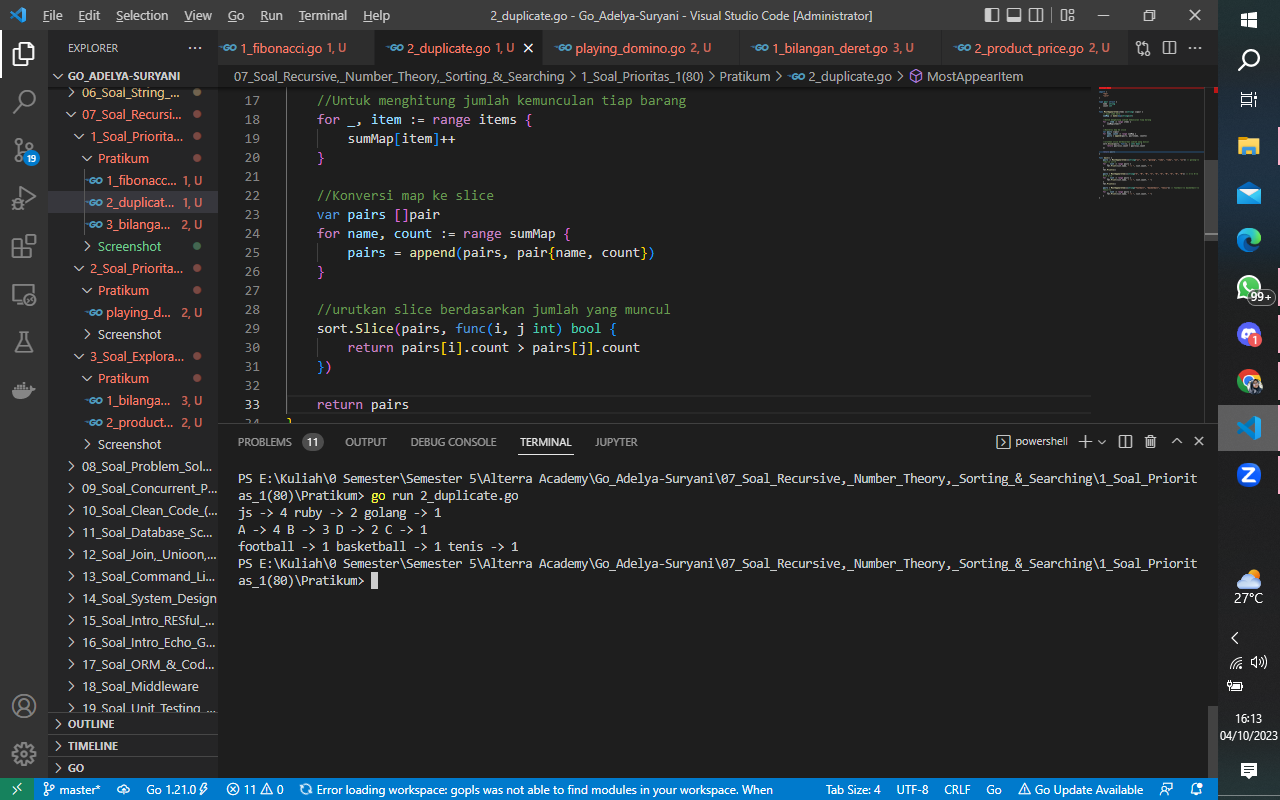 File Edit Selection View Go Run Terminal Help
2_duplicate.go - Go_Adelya-Suryani - Visual Studio Code [Administrator]
EXPLORER
GO_ADELYA-SURYANI
06_Soal_String_...
07_Soal_Recursi...
1_Soal_Priorita...
Pratikum
1_fibonacc... 1, U
2_duplicat... 1, U
3_bilangan... 2, U
Screenshot
2_Soal_Priorita...
Pratikum
playing_d... 2, U
Screenshot
3_Soal_Explora...
Pratikum
1_bilanga... 3, U
2_product... 2, U
Screenshot
08_Soal_Problem_Sol...
09_Soal_Concurrent_P...
10_Soal_Clean_Code_(...
11_Soal_Database_Sc...
12_Soal_Join,_Unioon,...
13_Soal_Command_Li...
14_Soal_System_Design
15_Soal_Intro_RESful_...
16_Soal_Intro_Echo_G...
17_Soal_ORM_&_Cod...
18_Soal_Middleware
19_Soal_Unit_Testing_...
OUTLINE
TIMELINE
GO
19
1_fibonacci.go 1, U
2_duplicate.go 1, U
playing_domino.go 2, U
1_bilangan_deret.go 3, U
2_product_price.go 2, U
07_Soal_Recursive,_Number_Theory,_Sorting_&_Searching > 1_Soal_Prioritas_1(80) > Pratikum > 2_duplicate.go > MostAppearItem
17 //Untuk menghitung jumlah kemunculan tiap barang
18 for _, item := range items {
19 sumMap[item]++
20 }
21
22 //Konversi map ke slice
23 var pairs []pair
24 for name, count := range sumMap {
25 pairs = append(pairs, pair{name, count})
26 }
27
28 //urutkan slice berdasarkan jumlah yang muncul
29 sort.Slice(pairs, func(i, j int) bool {
30 return pairs[i].count > pairs[j].count
31 })
32
33 return pairs
34 }
PROBLEMS 11 OUTPUT DEBUG CONSOLE TERMINAL JUPYTER
powershell
PS E:\Kuliah\0 Semester\Semester 5\Alterra Academy\Go_Adelya-Suryani\07_Soal_Recursive,_Number_Theory,_Sorting_&_Searching\1_Soal_Priorit
as_1(80)\Pratikum> go run 2_duplicate.go
js -> 4 ruby -> 2 golang -> 1
A -> 4 B -> 3 D -> 2 C -> 1
football -> 1 basketball -> 1 tenis -> 1
PS E:\Kuliah\0 Semester\Semester 5\Alterra Academy\Go_Adelya-Suryani\07_Soal_Recursive,_Number_Theory,_Sorting_&_Searching\1_Soal_Priorit
as_1(80)\Pratikum>
master* Go 1.21.0 11 0 Error loading workspace: gopls was not able to find modules in your workspace. When
Tab Size: 4 UTF-8 CRLF Go Go Update Available
99+
1
27°C
16:13
04/10/2023